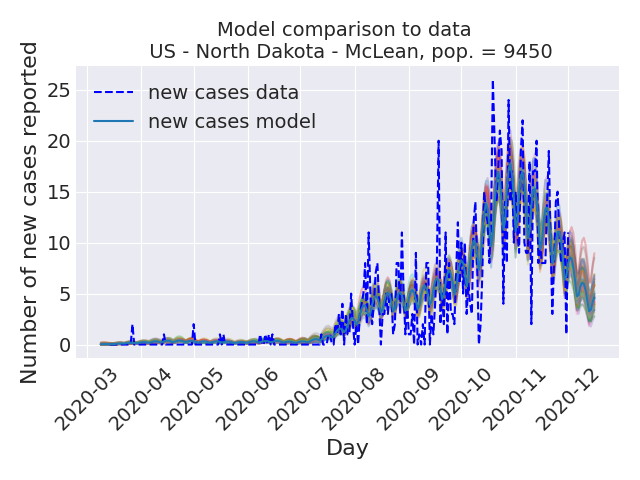 Model comparison to data
US - North Dakota - McLean, pop. = 9450
Number of new cases reported
25
20
15
10
5
0
new cases data
new cases model
2020-03
2020-04
2020-05
2020-06
2020-07
2020-08
2020-09
2020-10
2020-11
2020-12
Day